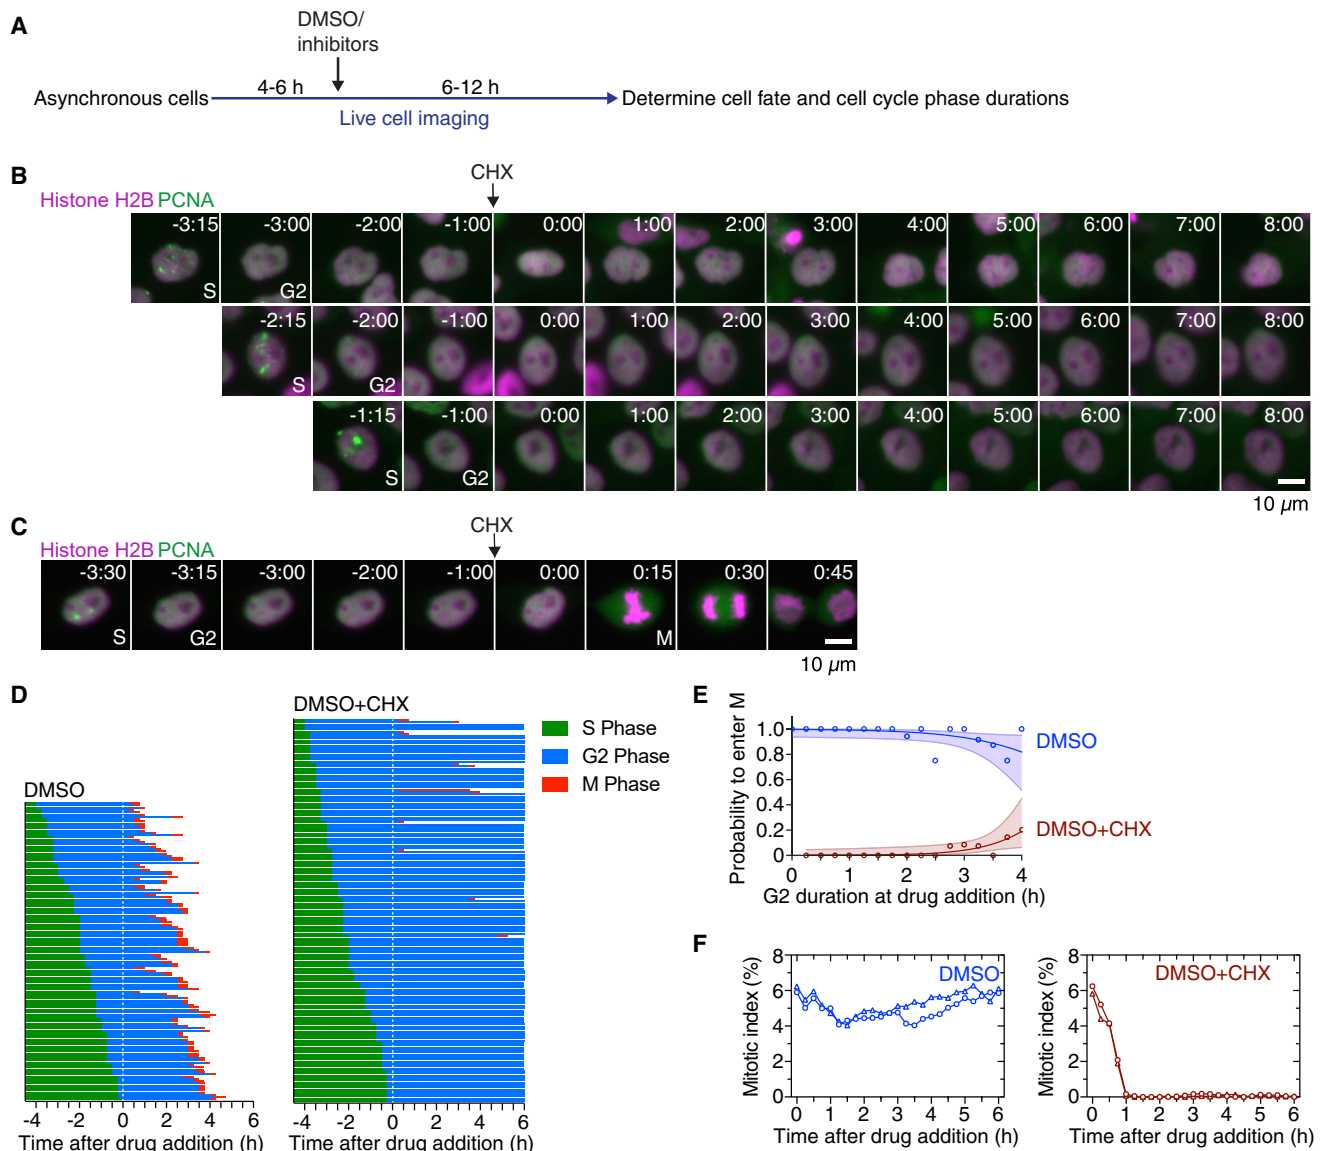 A
DMSO/
inhibitors
4-6 h
6-12 h
Asynchronous cells
Determine cell fate and cell cycle phase durations
Live cell imaging
B
CHX
Histone H2B PCNA
-3:15 -3:00 -2:00 -1:00 0:00 1:00 2:00 3:00 4:00 5:00 6:00 7:00 8:00
S G2
-2:15 -2:00 -1:00 0:00 1:00 2:00 3:00 4:00 5:00 6:00 7:00 8:00
S G2
-1:15 -1:00 0:00 1:00 2:00 3:00 4:00 5:00 6:00 7:00 8:00
S G2
10 µm
C
CHX
Histone H2B PCNA
-3:30 -3:15 -3:00 -2:00 -1:00 0:00 0:15 0:30 0:45
S G2 M
10 µm
D
DMSO
-4 -2 0 2 4 6
Time after drug addition (h)
DMSO+CHX
-4 -2 0 2 4 6
Time after drug addition (h)
S Phase
G2 Phase
M Phase
E
Probability to enter M
1.0
0.8
0.6
0.4
0.2
0
DMSO
DMSO+CHX
0 1 2 3 4
G2 duration at drug addition (h)
F
Mitotic index (%)
8
6
4
2
0
DMSO
0 1 2 3 4 5 6
Time after drug addition (h)
Mitotic index (%)
8
6
4
2
0
DMSO+CHX
0 1 2 3 4 5 6
Time after drug addition (h)